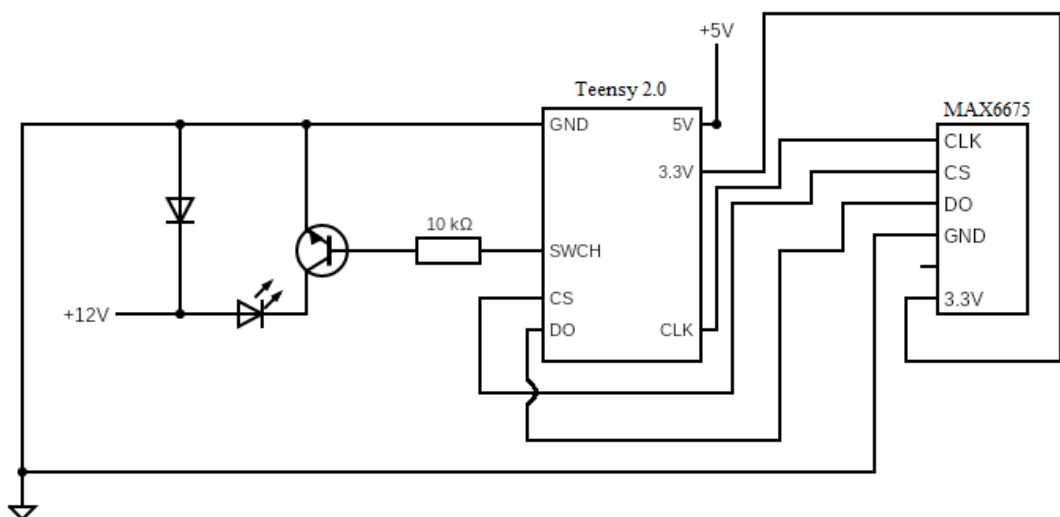 +5V
Teensy 2.0
MAX6675
GND
5V
CLK
3.3V
CS
DO
10 kΩ
GND
SWCH
CS
3.3V
+12V
DO
CLK